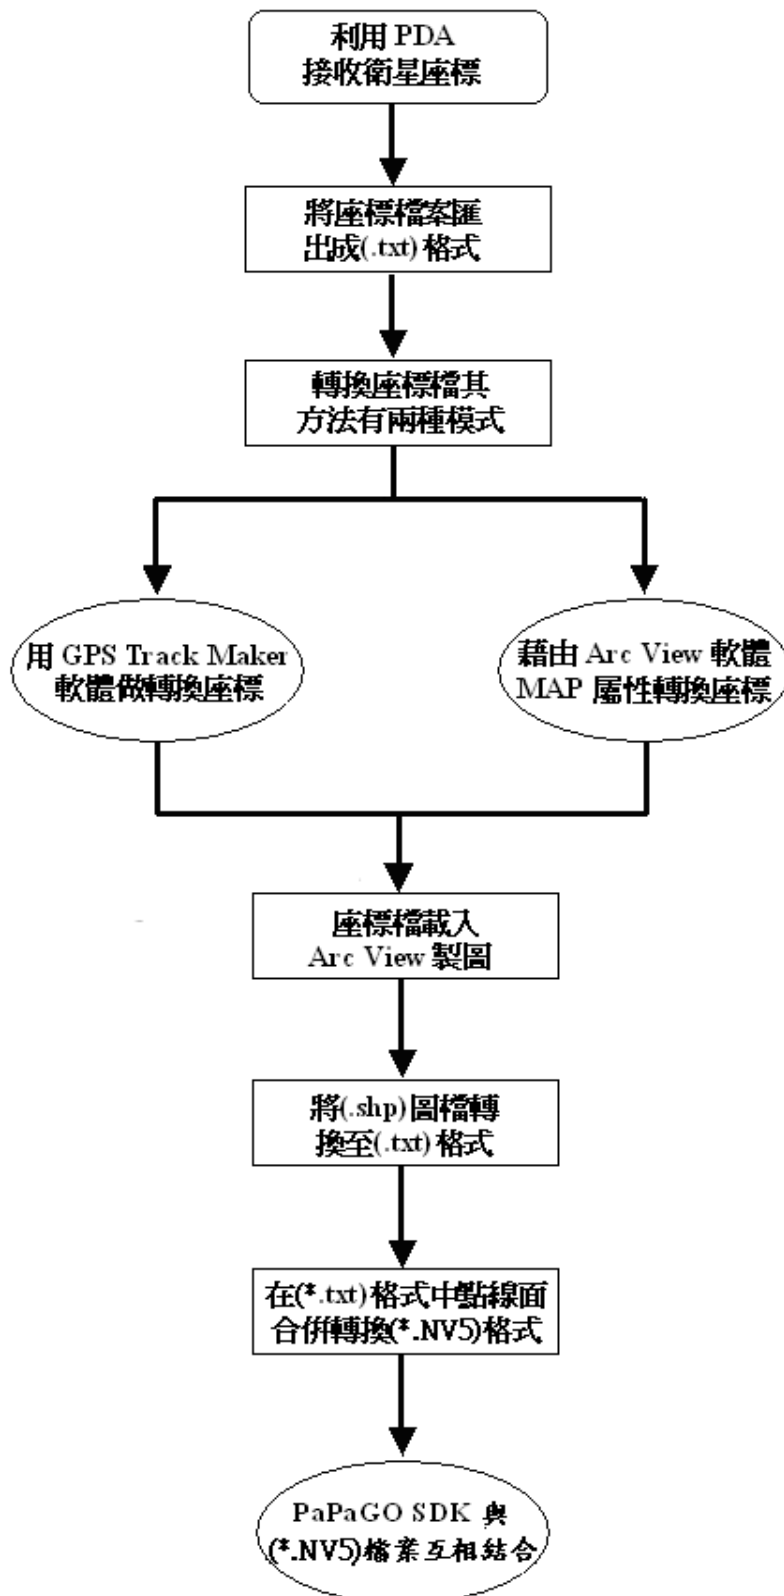 利用 PDA
接收衛星座標
將座標檔案匯
出成(.txt) 格式
轉換座標檔其
方法有兩種模式
用 GPS Track Maker
軟體做轉換座標
藉由 Arc View 軟體
MAP 屬性轉換座標
座標檔載入
Arc View 製圖
將(.shp)圖檔轉
換至(.txt) 格式
在(*.txt)格式中點線面
合併轉換(*.NV5)格式
PaPaGO SDK 與
(*.NV5)檔案互相結合